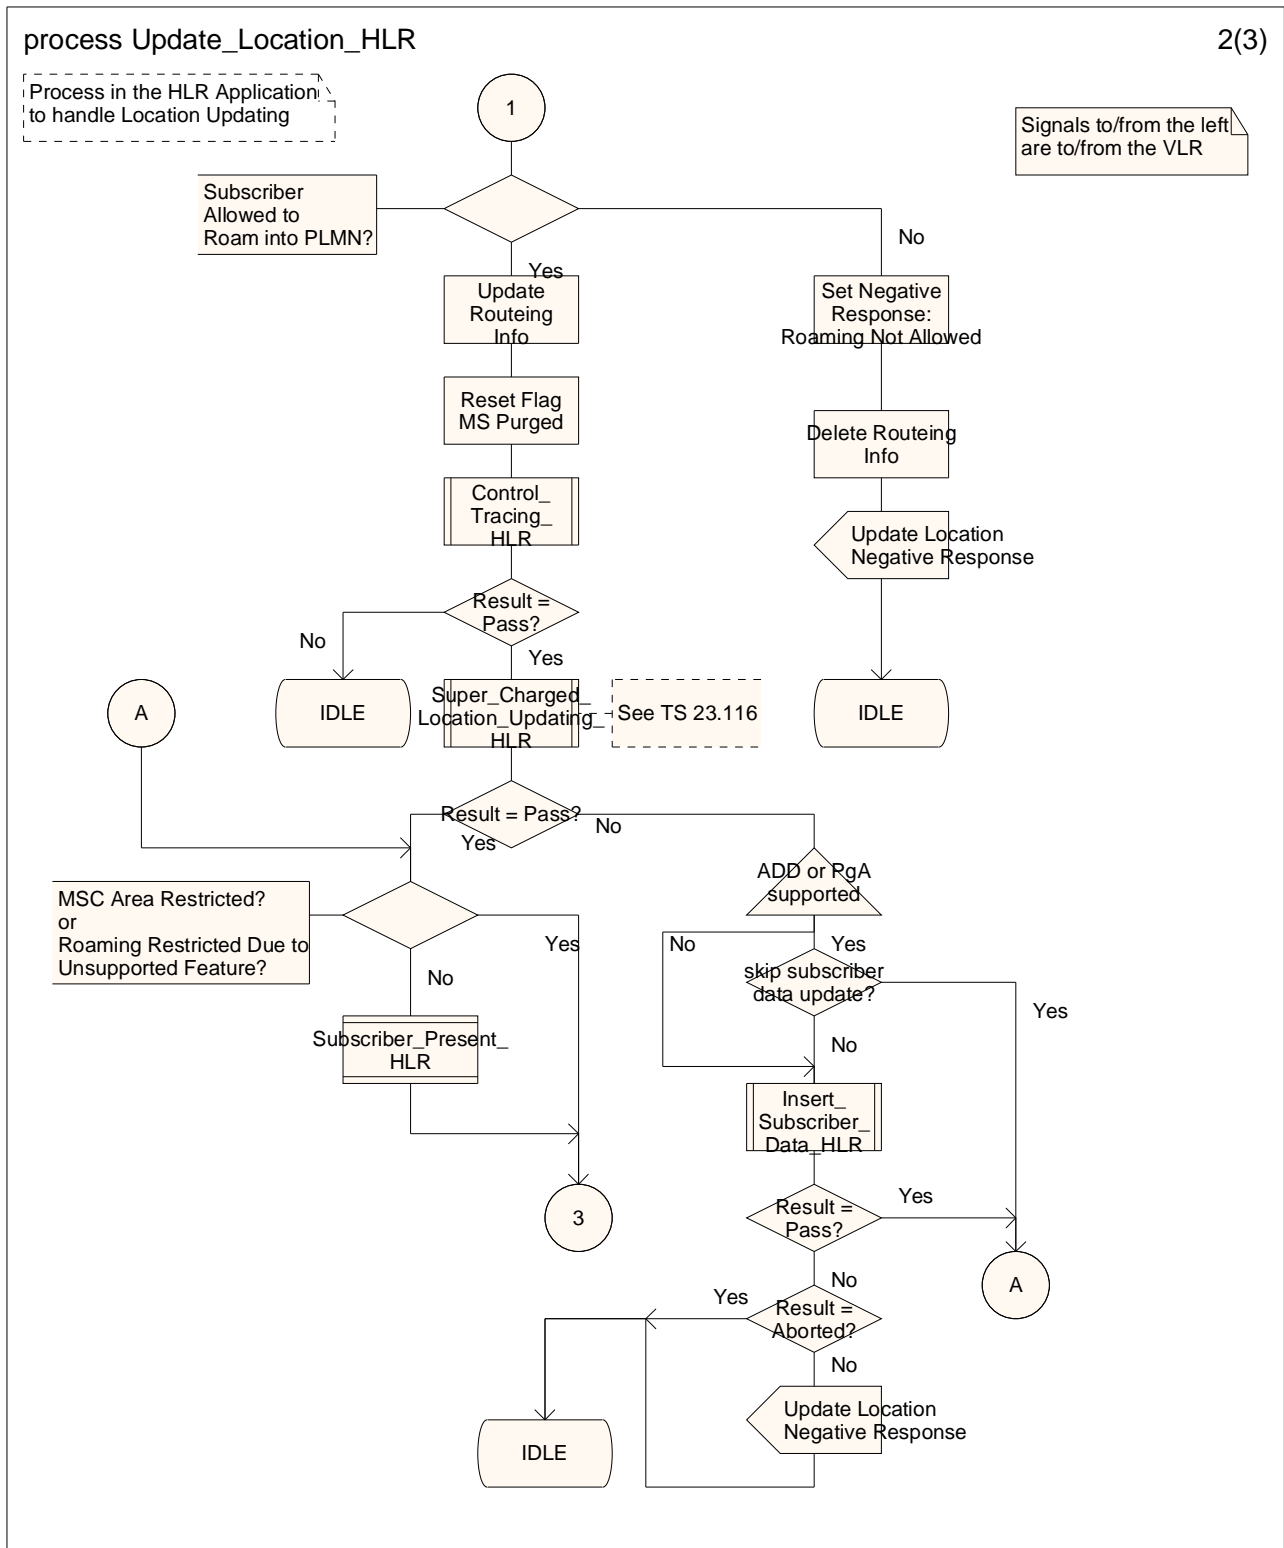 process Update_Location_HLR
2(3)
Process in the HLR Application
to handle Location Updating
1
Signals to/from the left
are to/from the VLR
Subscriber
Allowed to
Roam into PLMN?
No
Yes
Update
Routeing
Info
Set Negative
Response:
Roaming Not Allowed
Reset Flag
MS Purged
Delete Routeing
Info
Control_
Tracing_
HLR
Update Location
Negative Response
Result =
Pass?
No
Yes
A
IDLE
Super_Charged_
Location_Updating_
HLR
See TS 23.116
IDLE
Result = Pass?
No
Yes
ADD or PgA
supported
MSC Area Restricted?
or
Roaming Restricted Due to
Unsupported Feature?
Yes
No
Yes
skip subscriber
data update?
No
Yes
Subscriber_Present_
HLR
No
Insert_
Subscriber_
Data_HLR
Result =
Pass?
Yes
3
No
A
Yes
Result =
Aborted?
No
Update Location
Negative Response
IDLE